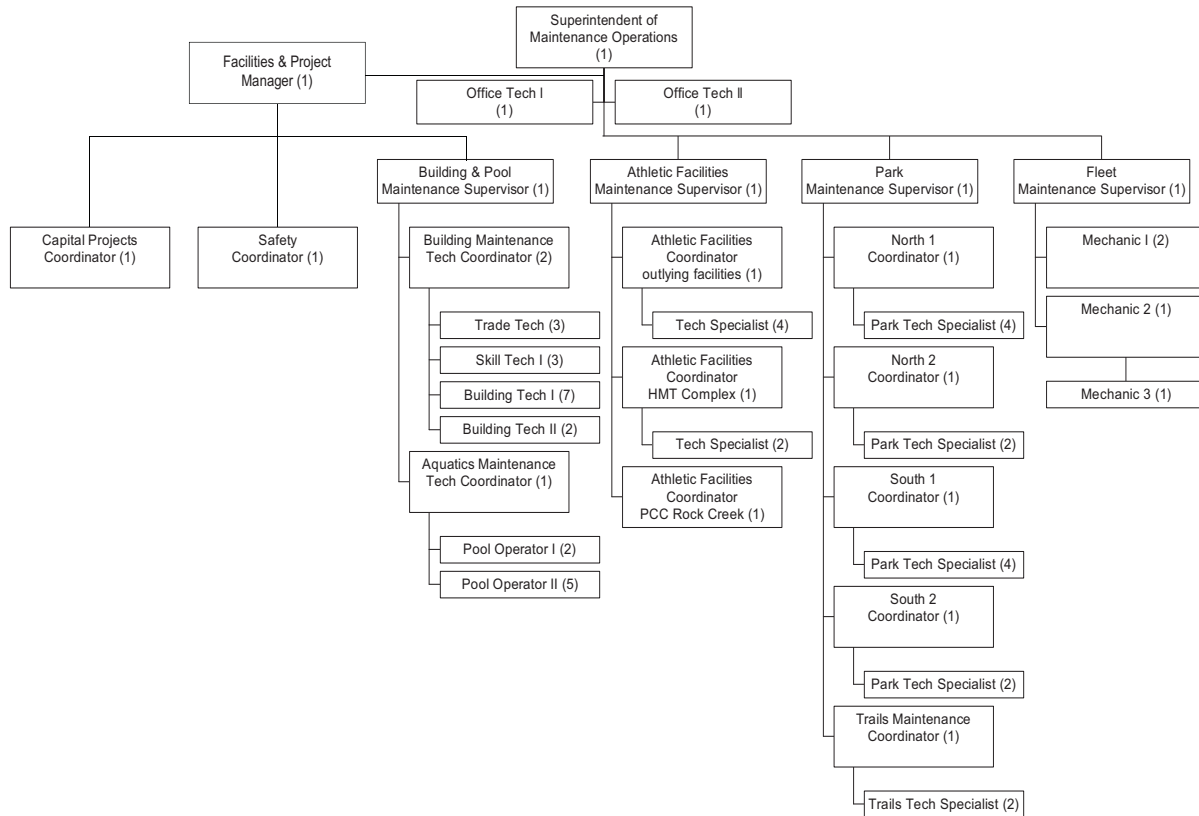 Superintendent of
Maintenance Operations
(1)
Facilities & Project
Manager (1)
Office Tech I
(1)
Office Tech II
(1)
Capital Projects
Coordinator (1)
Safety
Coordinator (1)
Building & Pool
Maintenance Supervisor (1)
Building Maintenance
Tech Coordinator (2)
Trade Tech (3)
Skill Tech I (3)
Building Tech I (7)
Building Tech II (2)
Aquatics Maintenance
Tech Coordinator (1)
Pool Operator I (2)
Pool Operator II (5)
Athletic Facilities
Maintenance Supervisor (1)
Athletic Facilities
Coordinator
outlying facilities (1)
Tech Specialist (4)
Athletic Facilities
Coordinator
HMT Complex (1)
Tech Specialist (2)
Athletic Facilities
Coordinator
PCC Rock Creek (1)
Park
Maintenance Supervisor (1)
North 1
Coordinator (1)
Park Tech Specialist (4)
North 2
Coordinator (1)
Park Tech Specialist (2)
South 1
Coordinator (1)
Park Tech Specialist (4)
South 2
Coordinator (1)
Park Tech Specialist (2)
Trails Maintenance
Coordinator (1)
Trails Tech Specialist (2)
Fleet
Maintenance Supervisor (1)
Mechanic I (2)
Mechanic 2 (1)
Mechanic 3 (1)